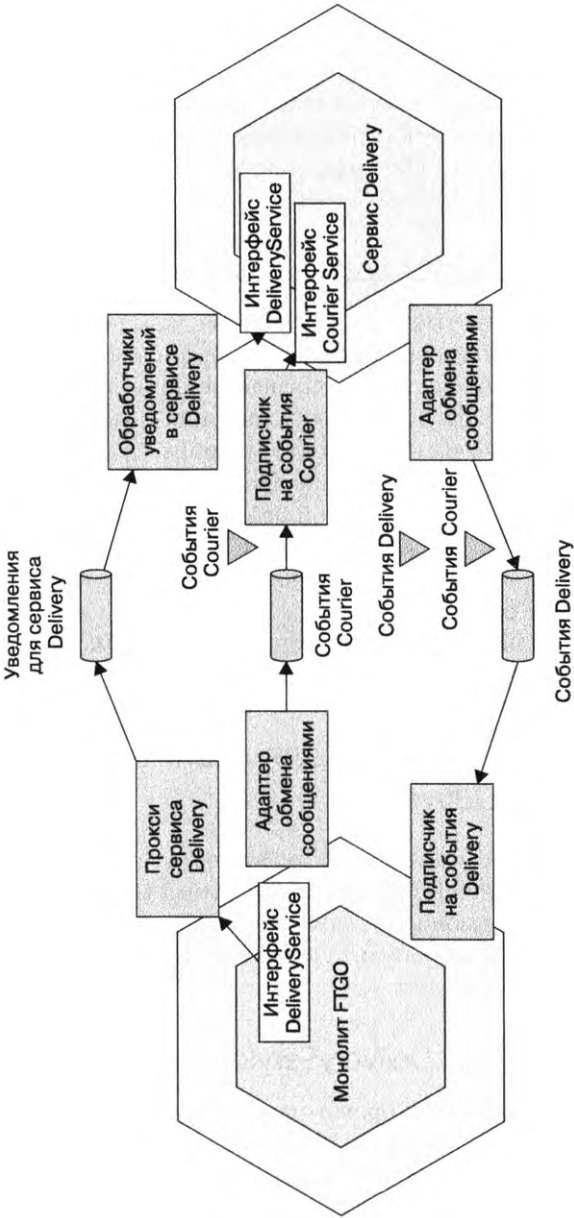 Уведомления
для сервиса
Delivery
Прокси
сервиса
Delivery
Обработчики
уведомлений
в сервисе
Delivery
Интерфейс
DeliveryService
Монолит FTGO
Адаптер
обмена
сообщениями
События
Courier
События
Courier
Подписчик
на события
Courier
Интерфейс
DeliveryService
Интерфейс
Courier Service
Сервис Delivery
Подписчик
на события
Delivery
События Delivery
События Courier
Адаптер
обмена
сообщениями
События Delivery